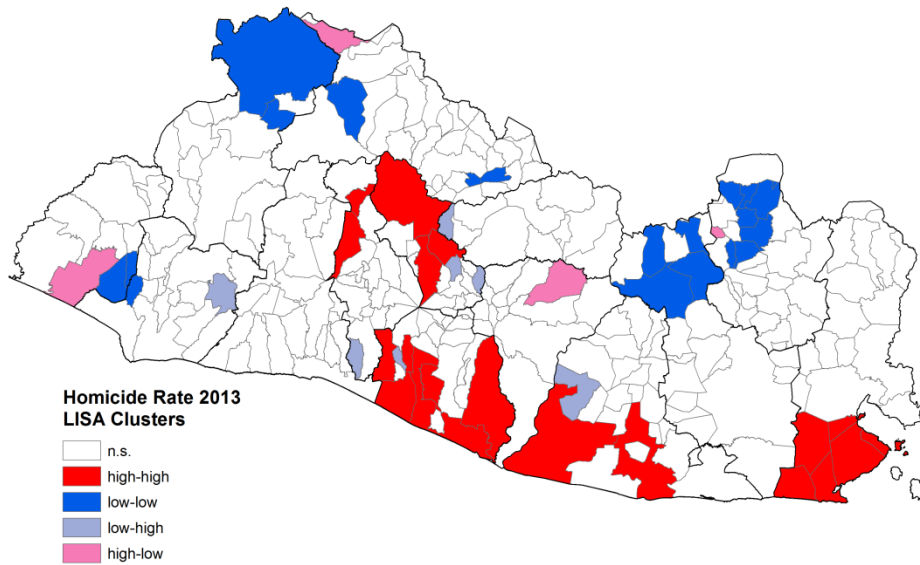 Homicide Rate 2013
LISA Clusters
n.s.
high-high
low-low
low-high
high-low